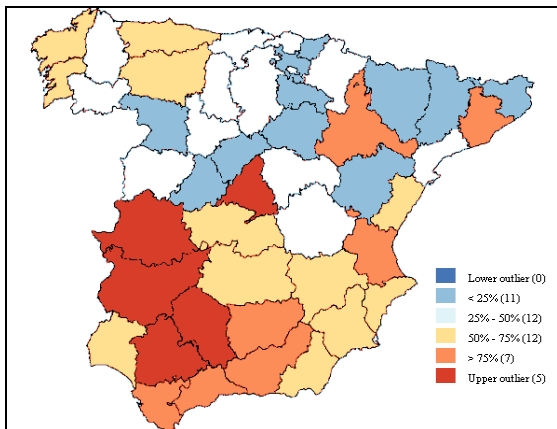 Lower outlier (0)
< 25% (11)
25% - 50% (12)
50% - 75% (12)
> 75% (7)
Upper outlier (5)